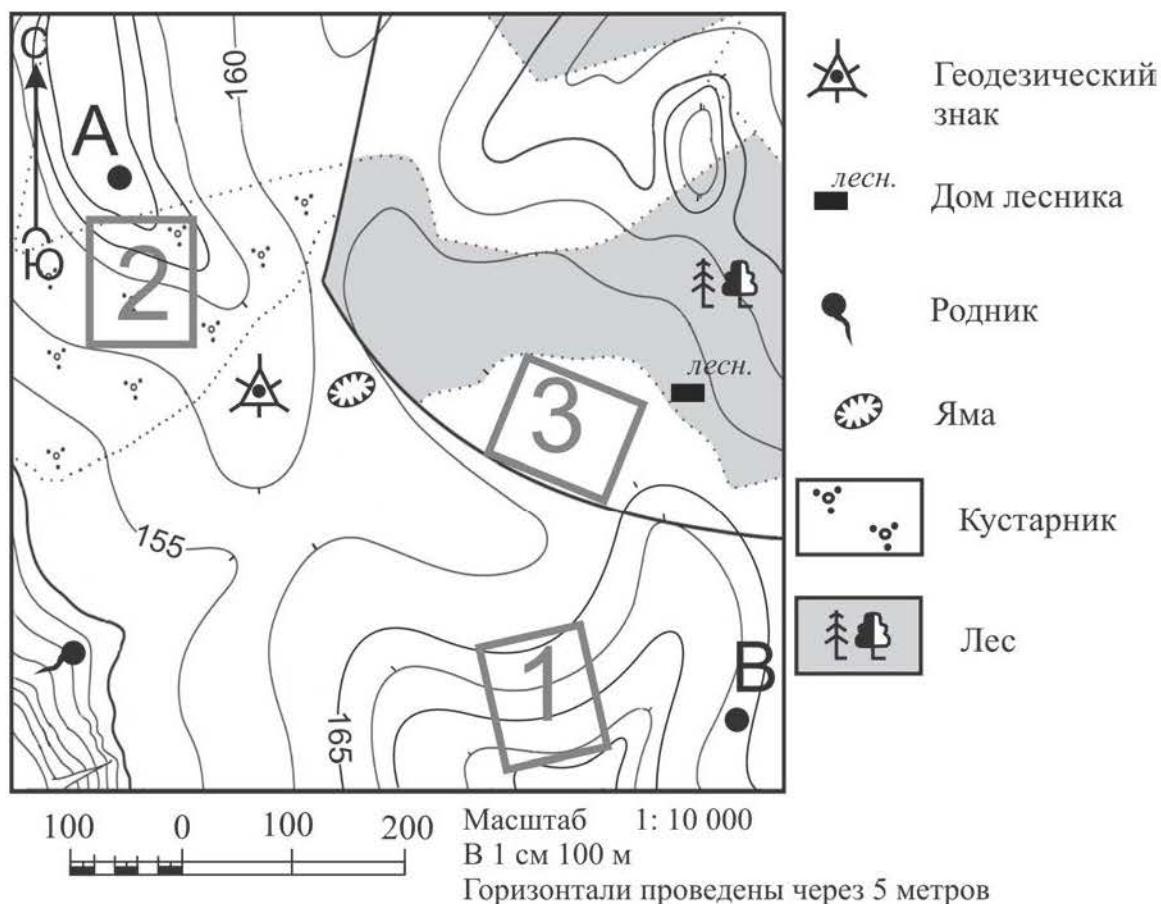 С
160
А
Ю
2
лесн.
3
155
1
В
165
Геодезический
знак
лесн.
Дом лесника
Родник
Яма
Кустарник
Лес
100 0 100 200
Масштаб 1: 10 000
В 1 см 100 м
Горизонтали проведены через 5 метров